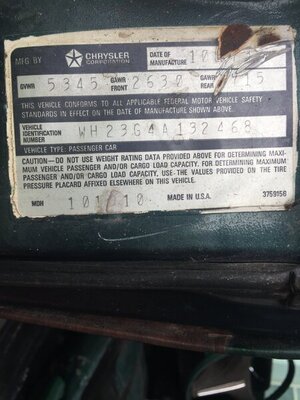 MFD BY CHRYSLER CORPORATION DATE OF MANUFACTURE 10
GVWR 5345 GAWR FRONT 2630 GAWR REAR 15
THIS VEHICLE CONFORMS TO ALL APPLICABLE FEDERAL MOTOR VEHICLE SAFETY
STANDARDS IN EFFECT ON THE DATE OF MANUFACTURE SHOWN ABOVE.
VEHICLE IDENTIFICATION NUMBER WH23G4A132468
VEHICLE TYPE: PASSENGER CAR
CAUTION—DO NOT USE WEIGHT RATING DATA PROVIDED ABOVE FOR DETERMINING MAXI-
MUM VEHICLE PASSENGER AND/OR CARGO LOAD CAPACITY. FOR DETERMINING PASSENGER
AND/OR CARGO LOAD CAPACITY, USE THE VALUES PROVIDED ON THE TIRE
PRESSURE PLACARD AFFIXED ELSEWHERE ON THIS VEHICLE.
3759156
MDH 101 10 MADE IN U.S.A.